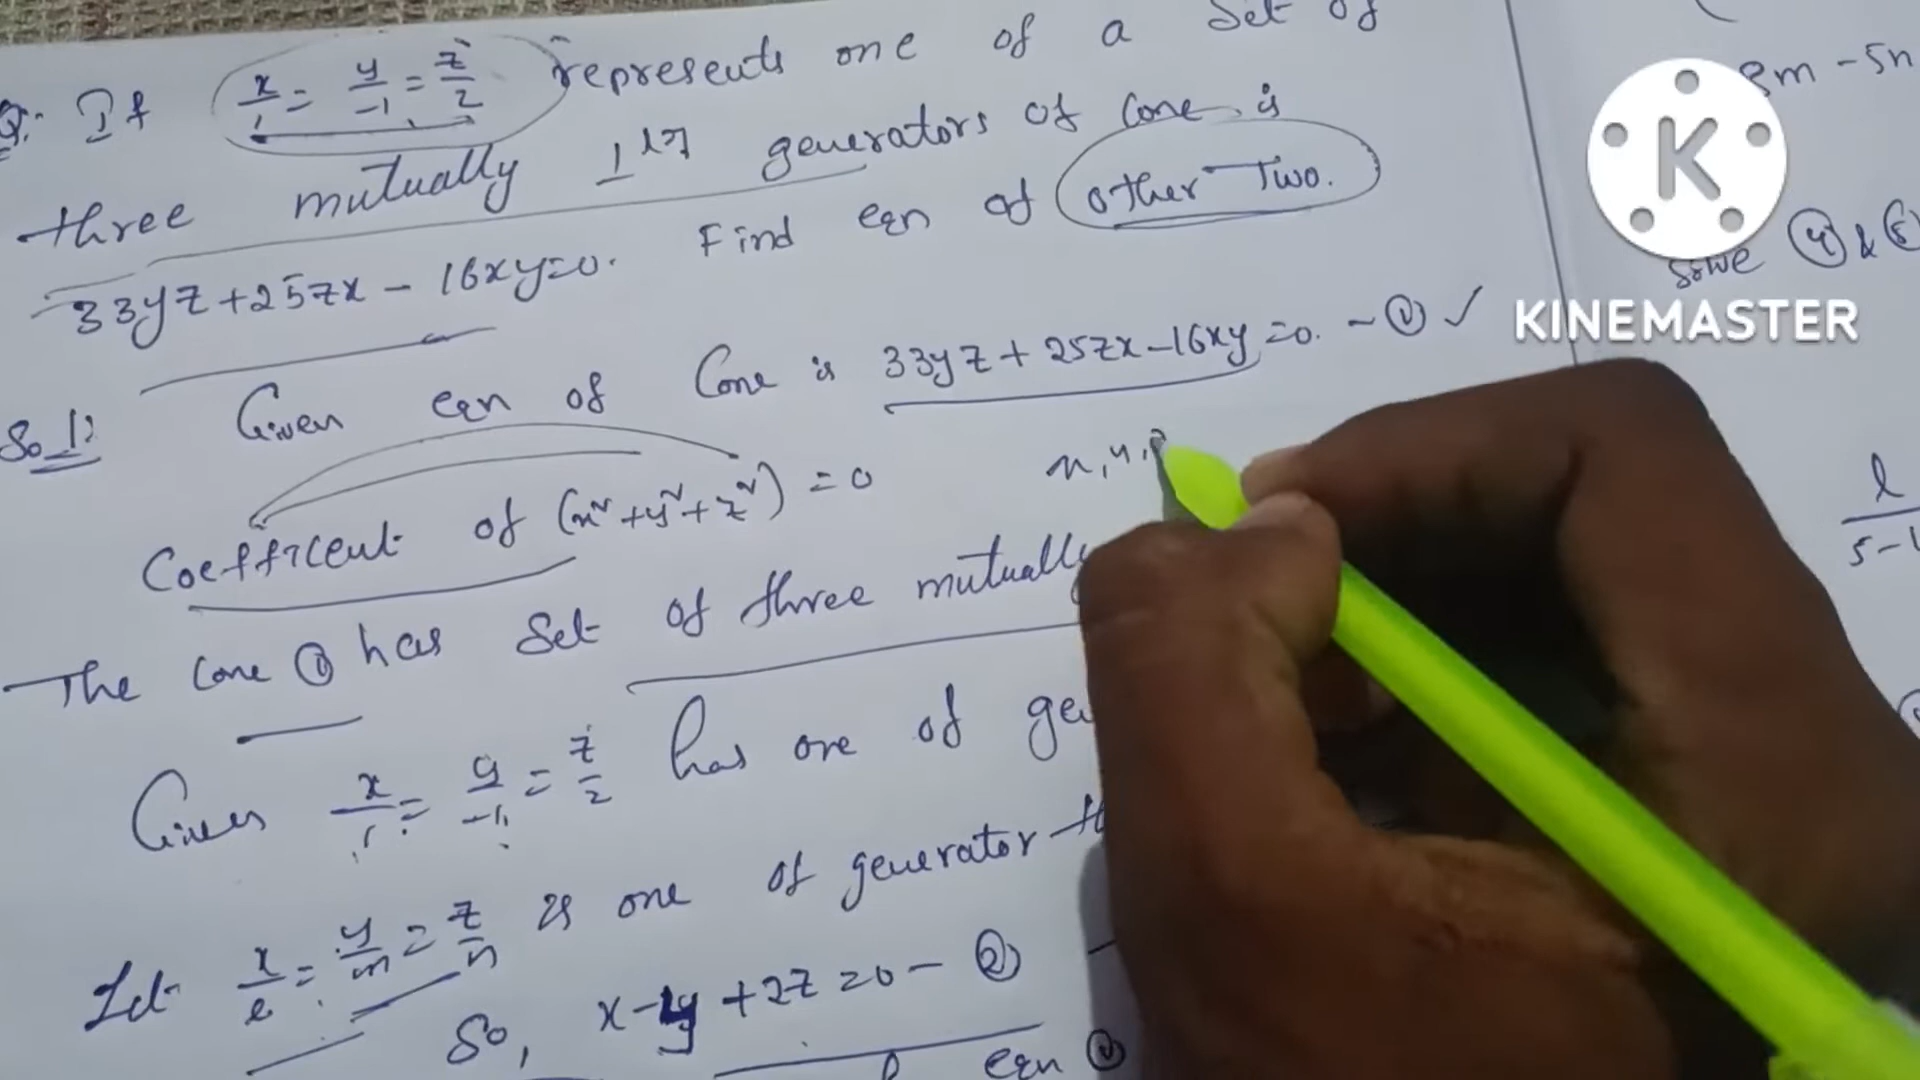 Q:- If x/1 = y/-1 = z/2 represents one of a set of
three mutually ⊥ly generators of Cone is
33yz+25zx-16xy=0. Find eqn of other Two.
Sol: Given eqn of Cone is 33yz+25zx-16xy=0. - ① ✓
Coefficent of (x²+y²+z²) = 0
x, y, z
The Cone ① has Set of three mutually
Given x/1 = y/-1 = z/2 has one of ge
Let x/l = y/m = z/n is one of generator
So, x-1y+2z=0 - ②
eqn ①
8m - 5n
Solve ④ & ⑤
l
KINEMASTER